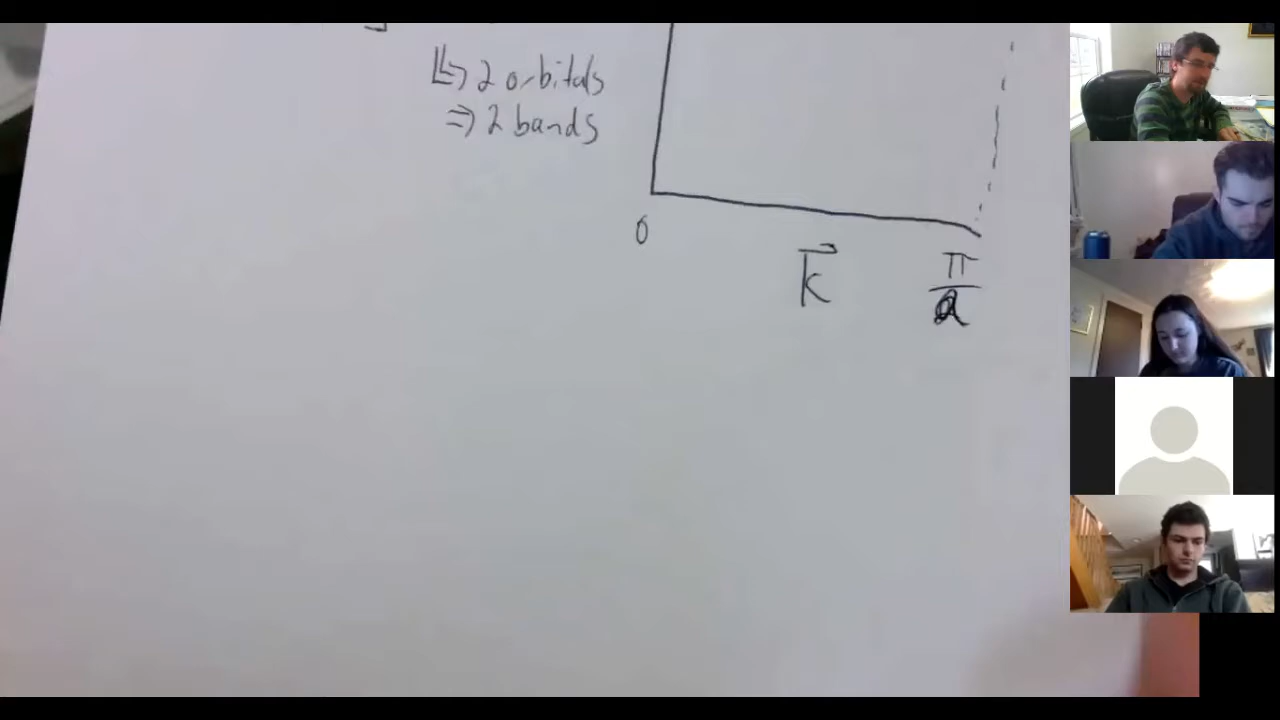 2 orbitals
⇒ 2 bands
0
k⃗
π/a